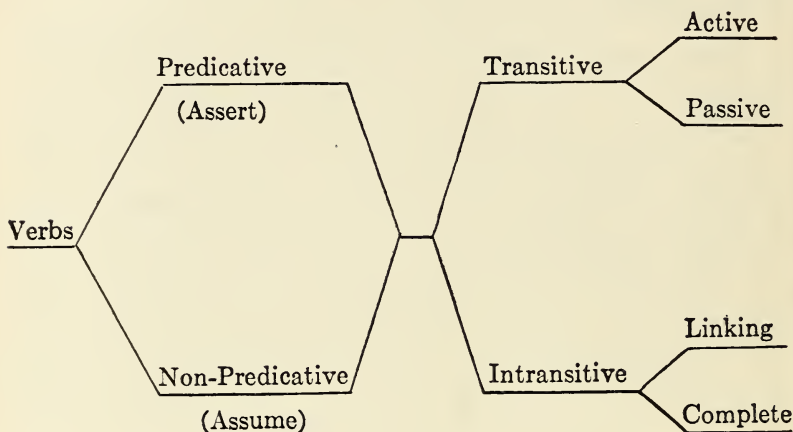 Active
Predicative
Transitive
(Assert)
Passive
Verbs
Linking
Non-Predicative
Intransitive
(Assume)
Complete